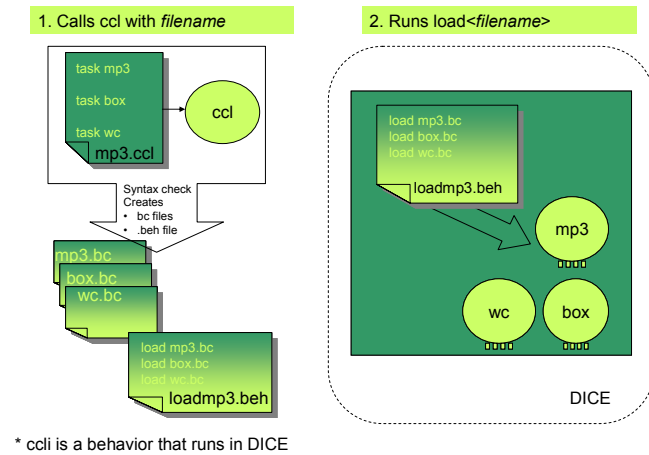 1. Calls ccl with filename
task mp3
task box
task wc
mp3.ccl
ccl
Syntax check
Creates
• bc files
• .beh file
mp3.bc
box.bc
wc.bc
load mp3.bc
load box.bc
load wc.bc
loadmp3.beh
* ccli is a behavior that runs in DICE
2. Runs load<filename>
load mp3.bc
load box.bc
load wc.bc
loadmp3.beh
mp3
wc
box
DICE